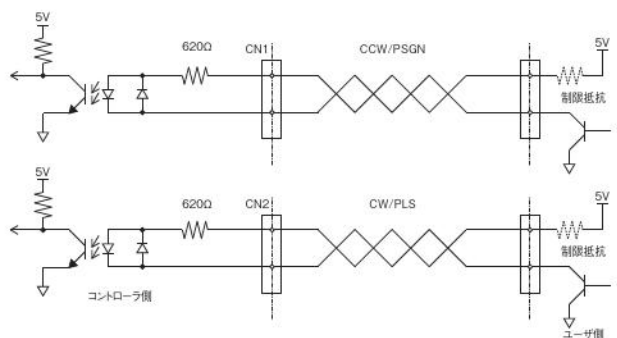 5V
620Ω
CN1
CCW/PSGN
5V
制限抵抗
5V
620Ω
CN2
CW/PLS
5V
制限抵抗
コントローラ側
ユーザ側